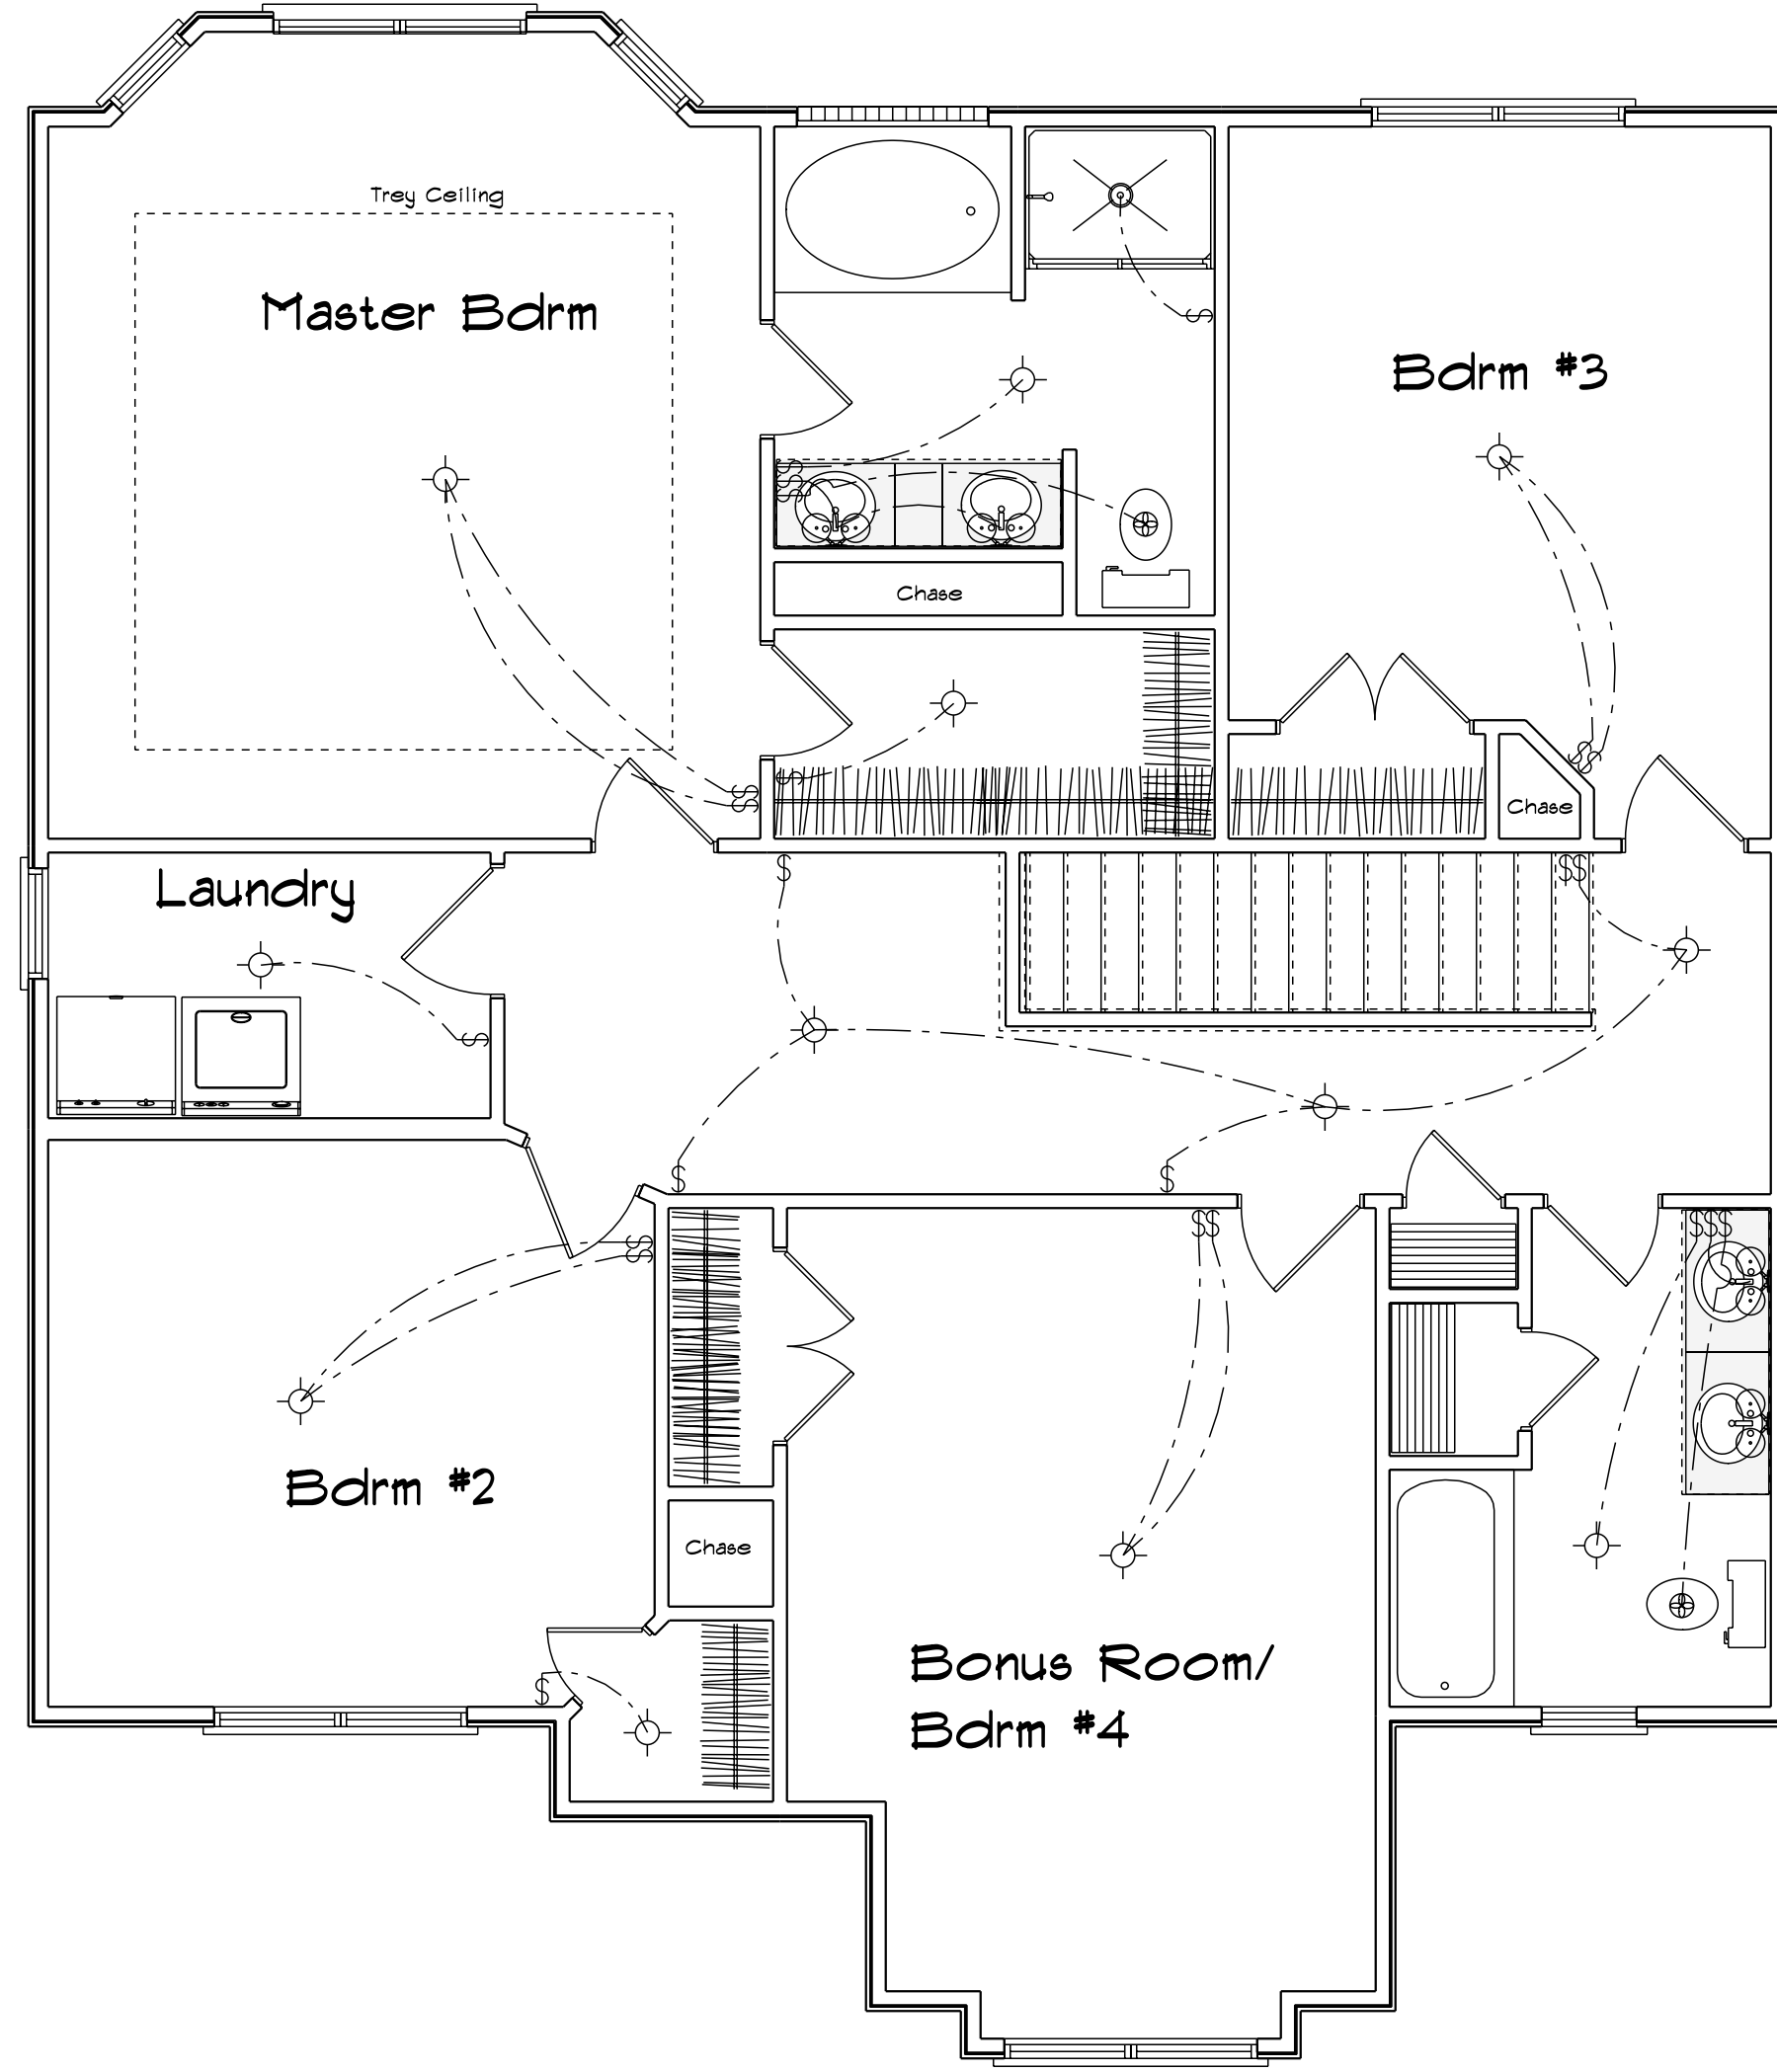 Trey Ceiling
Master Bdrm
Bdrm #3
Chase
Chase
Laundry
$
$
$
$
$
$
$
$
$
$
$
$$
$
$
$
$
$
$$
$$$
Bdrm #2
Chase
$
Bonus Room/
Bdrm #4